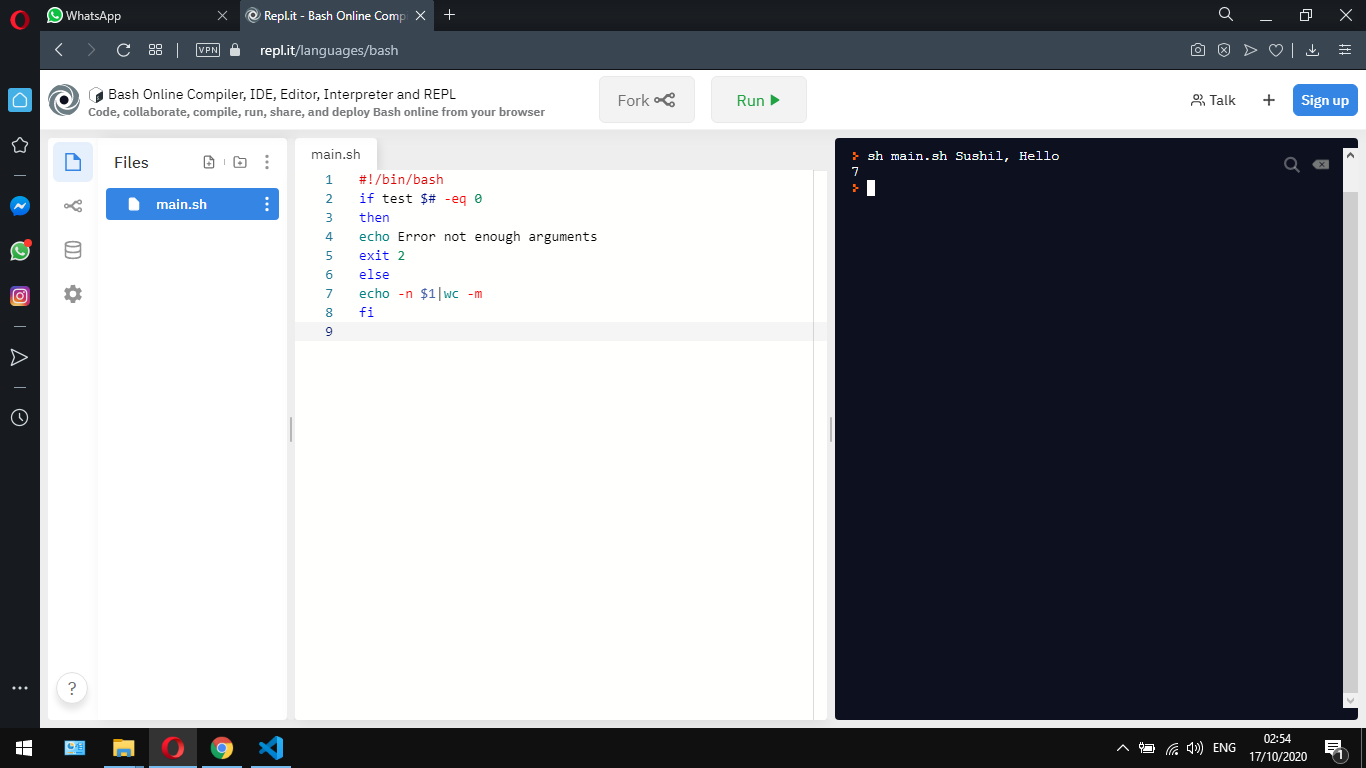 WhatsApp
Repl.it - Bash Online Comp
VPN
repl.it/languages/bash
Bash Online Compiler, IDE, Editor, Interpreter and REPL
Code, collaborate, compile, run, share, and deploy Bash online from your browser
Fork
Run
Talk
Sign up
Files
main.sh
main.sh
1 #!/bin/bash
2 if test $# -eq 0
3 then
4 echo Error not enough arguments
5 exit 2
6 else
7 echo -n $1|wc -m
8 fi
9
sh main.sh Sushil, Hello
7
?
ENG
02:54
17/10/2020
1